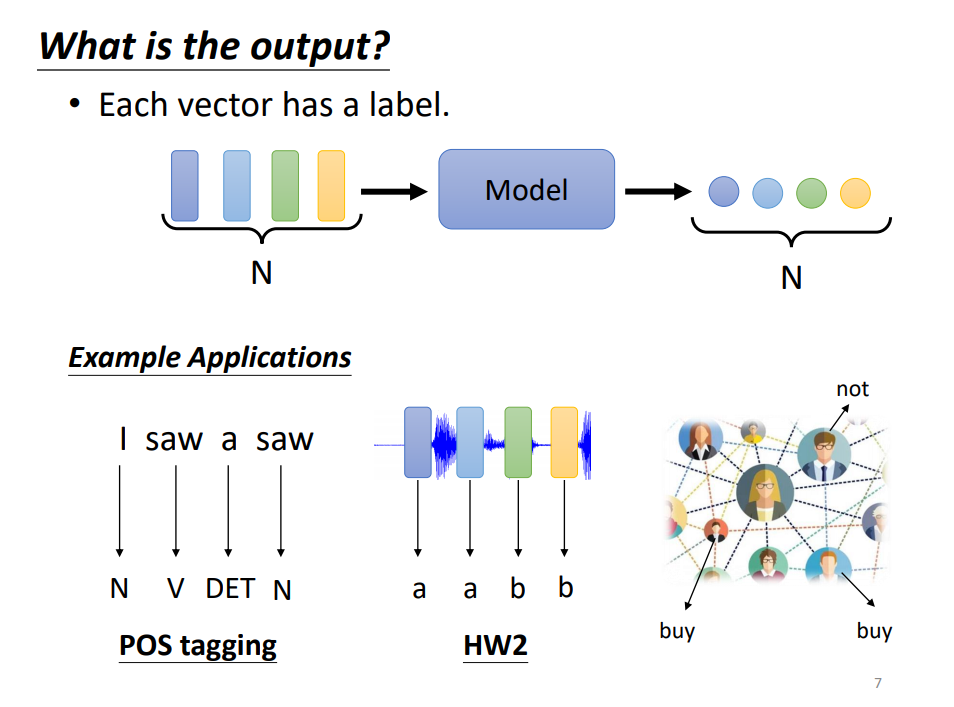 What is the output?
• Each vector has a label.
Model
N
N
Example Applications
I saw a saw
N V DET N
POS tagging
a a b b
HW2
not
buy
buy
7